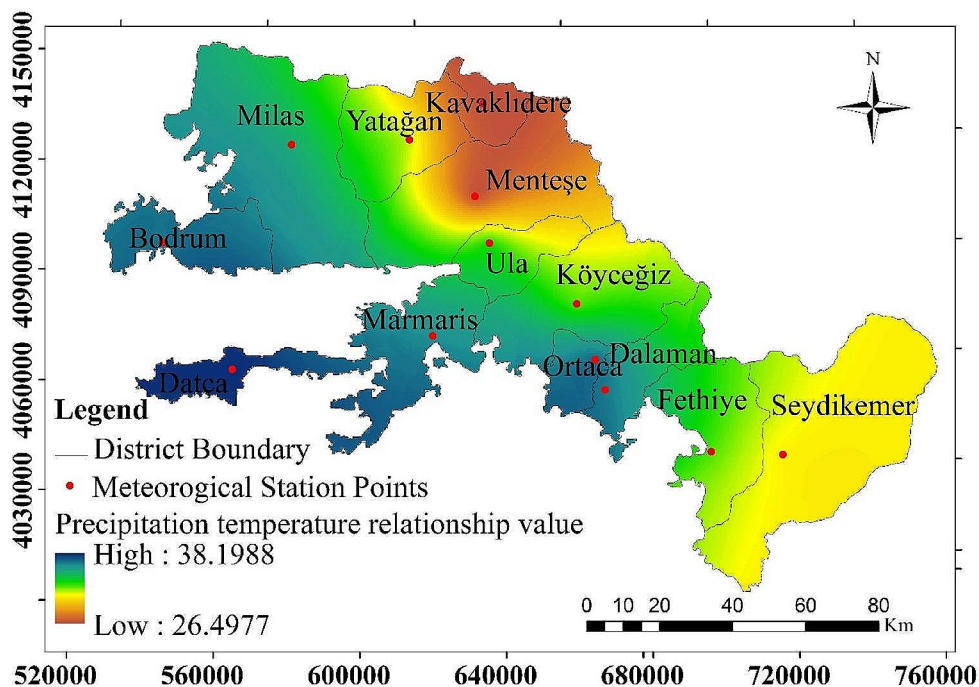 N
4150000
4120000
4090000
4060000
4030000
Kavaklıdere
Milas
Yatağan
Menteşe
Bodrum
Ula
Köyceğiz
Marmaris
Dalaman
Ortaca
Datca
Fethiye
Seydikemer
Legend
District Boundary
Meteorogical Station Points
Precipitation temperature relationship value
High : 38.1988
Low : 26.4977
0 10 20 40 60 80
Km
520000 560000 600000 640000 680000 720000 760000